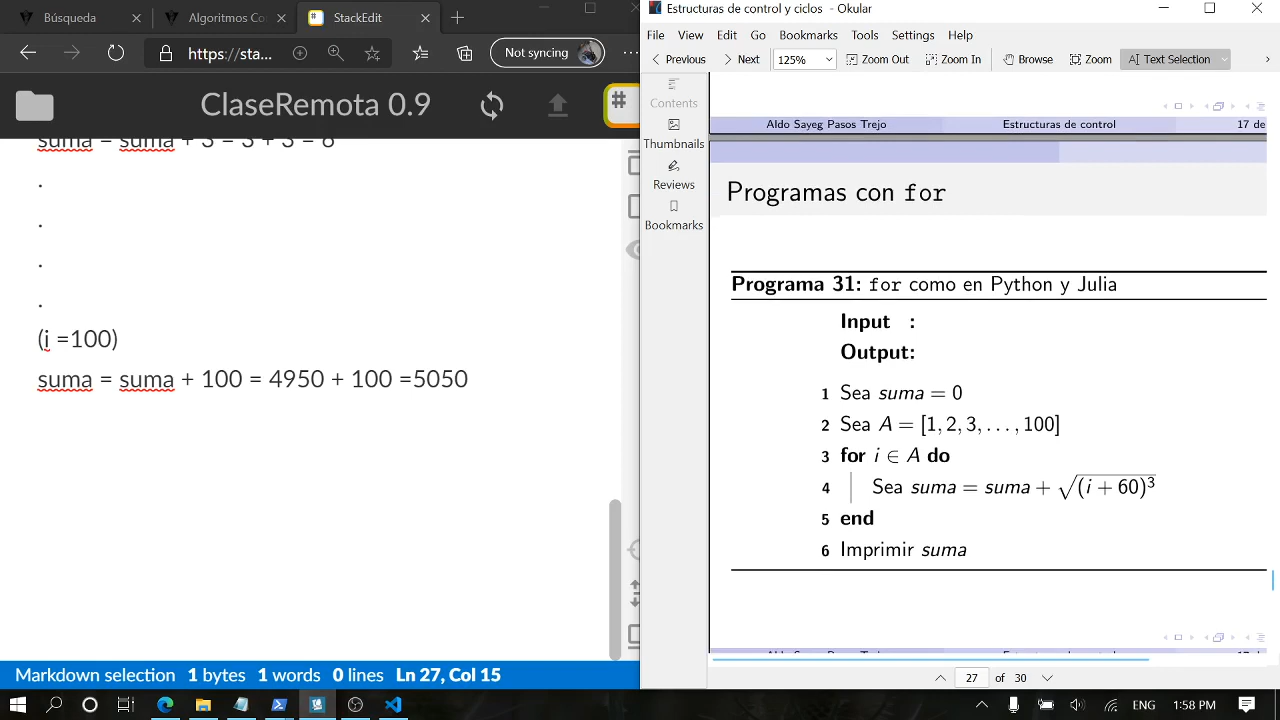 Búsqueda
Algoritmos Co
StackEdit
https://sta...
Not syncing
ClaseRemota 0.9
suma = suma + 3 = 3 + 3 = 6
.
.
.
.
(i =100)
suma = suma + 100 = 4950 + 100 =5050
Markdown selection 1 bytes 1 words 0 lines Ln 27, Col 15
Estructuras de control y ciclos - Okular
File View Edit Go Bookmarks Tools Settings Help
Previous Next 125% Zoom Out Zoom In Browse Zoom Text Selection
Contents
Thumbnails
Reviews
Bookmarks
Aldo Sayeg Pasos Trejo Estructuras de control 17 de
Programas con for
Programa 31: for como en Python y Julia
Input :
Output:
1 Sea suma = 0
2 Sea A = [1, 2, 3, . . . , 100]
3 for i ∈ A do
4 Sea suma = suma + √(i + 60)³
5 end
6 Imprimir suma
27 of 30
ENG 1:58 PM